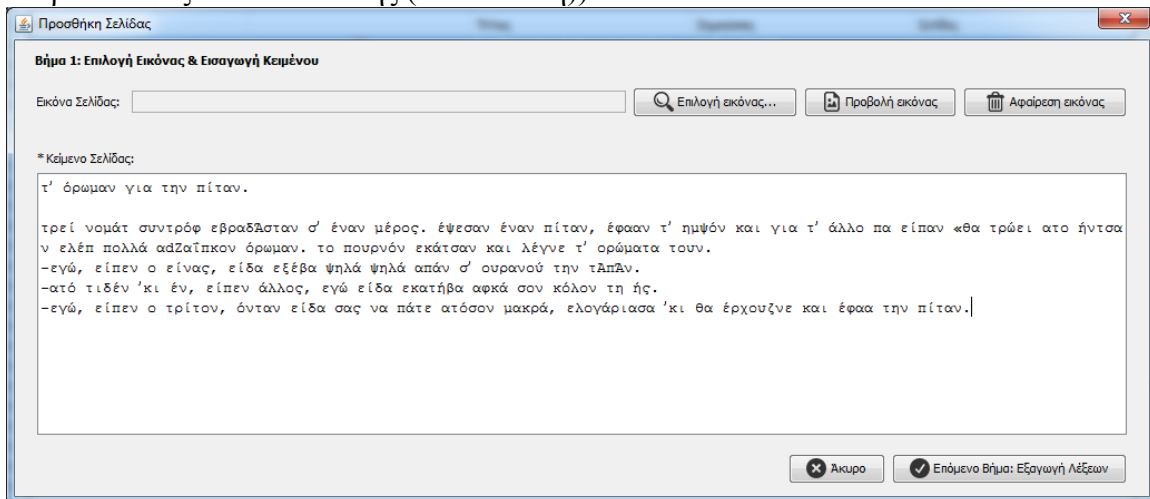 Προσθήκη Σελίδας
Βήμα 1: Επιλογή Εικόνας & Εισαγωγή Κειμένου
Εικόνα Σελίδας: Επιλογή εικόνας... Προβολή εικόνας Αφαίρεση εικόνας
* Κείμενο Σελίδας:
τ' όρωμαν για την πίταν.
τρεί νομάτ συντρόφ εβραδΆσταν σ' έναν μέρος. έψεσαν έναν πίταν, έφααν τ' ημψόν και για τ' άλλο πα είπαν «θα τρώει ατο ήντσα
ν ελέπ πολλά αdZαΐπκον όρωμαν. το πουρνόν εκάτσαν και λέγνε τ' ορώματα τουν.
-εγώ, είπεν ο είνας, είδα εξέβα ψηλά ψηλά απάν σ' ουρανού την τΆπΆν.
-ατό τιδέν 'κι έν, είπεν άλλος, εγώ είδα εκατήβα αφκά σον κόλον τη ής.
-εγώ, είπεν ο τρίτον, όνταν είδα σας να πάτε ατόσον μακρά, ελογάριασα 'κι θα έρχουζνε και έφαα την πίταν.
Άκυρο Επόμενο Βήμα: Εξαγωγή Λέξεων